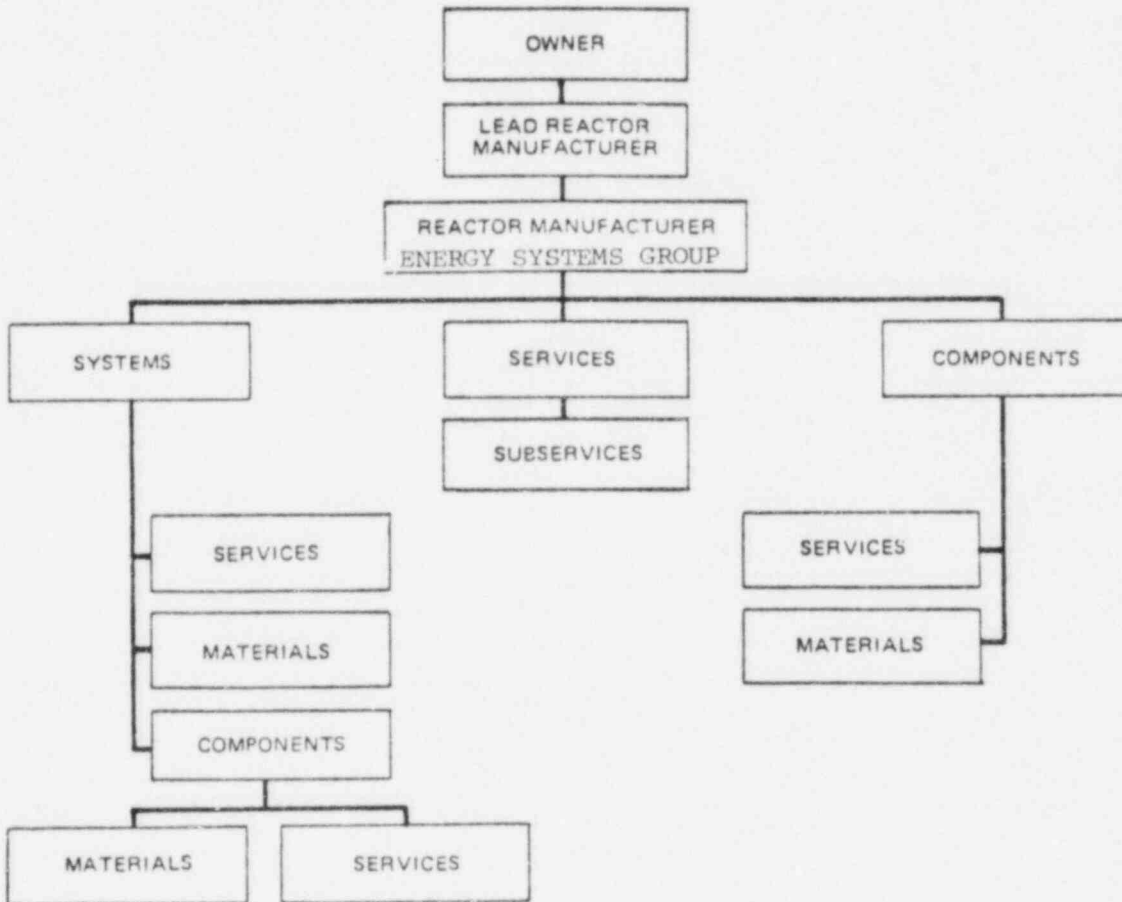 OWNER
LEAD REACTOR
MANUFACTURER
REACTOR MANUFACTURER
ENERGY SYSTEMS GROUP
SYSTEMS
SERVICES
COMPONENTS
SUBSERVICES
SERVICES
SERVICES
MATERIALS
MATERIALS
COMPONENTS
MATERIALS
SERVICES